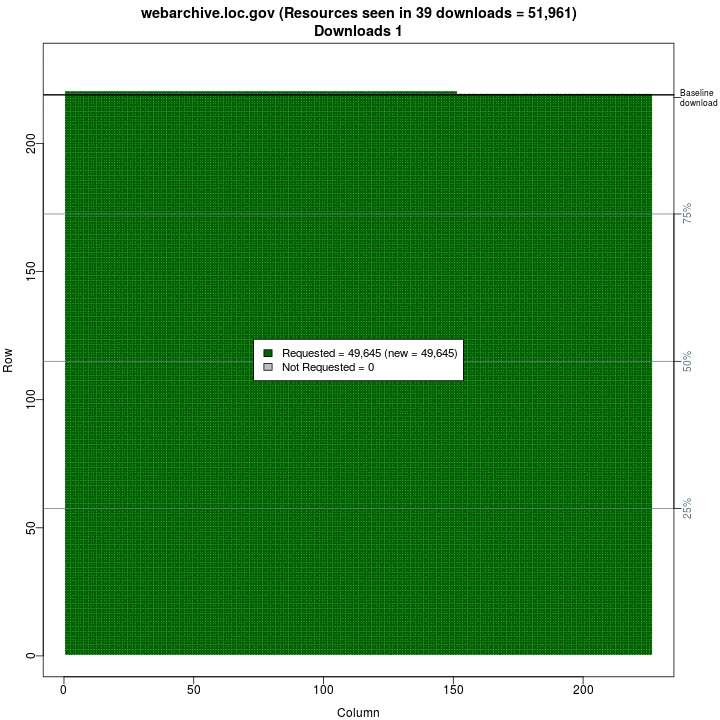 webarchive.loc.gov (Resources seen in 39 downloads = 51,961)
Downloads 1
Baseline
download
200
150
100
50
0
Row
75%
50%
25%
Requested = 49,645 (new = 49,645)
Not Requested = 0
0 50 100 150 200
Column